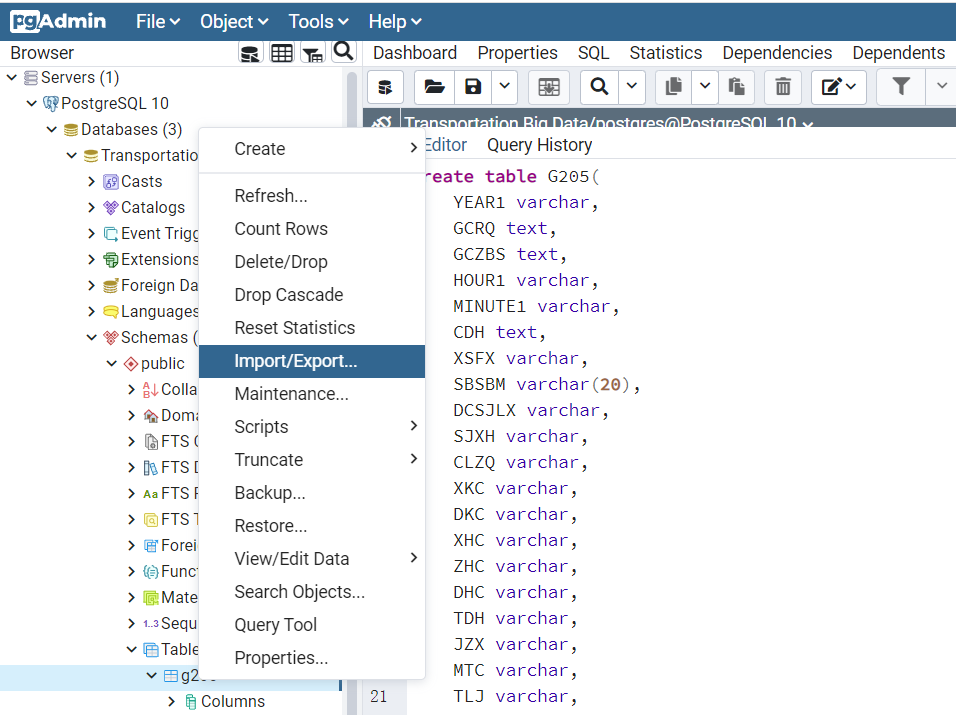 pgAdmin File Object Tools Help
Browser
Dashboard Properties SQL Statistics Dependencies Dependents
Servers (1)
PostgreSQL 10
Databases (3)
Transportatio
Casts
Catalogs
Event Trigg
Extensions
Foreign Da
Languages
Schemas (
public
Colla
Doma
FTS C
FTS D
FTS P
FTS T
Forei
Func
Mate
1..3 Sequ
Table
Columns
Create
Refresh...
Count Rows
Delete/Drop
Drop Cascade
Reset Statistics
Import/Export...
Maintenance...
Scripts
Truncate
Backup...
Restore...
View/Edit Data
Search Objects...
Query Tool
Properties...
Transportation Big Data/postgres@PostgreSQL 10
Editor Query History
reate table G205(
YEAR1 varchar,
GCRQ text,
GCZBS text,
HOUR1 varchar,
MINUTE1 varchar,
CDH text,
XSFX varchar,
SBSBM varchar(20),
DCSJLX varchar,
SJXH varchar,
CLZQ varchar,
XKC varchar,
DKC varchar,
XHC varchar,
ZHC varchar,
DHC varchar,
TDH varchar,
JZX varchar,
MTC varchar,
21 TLJ varchar,